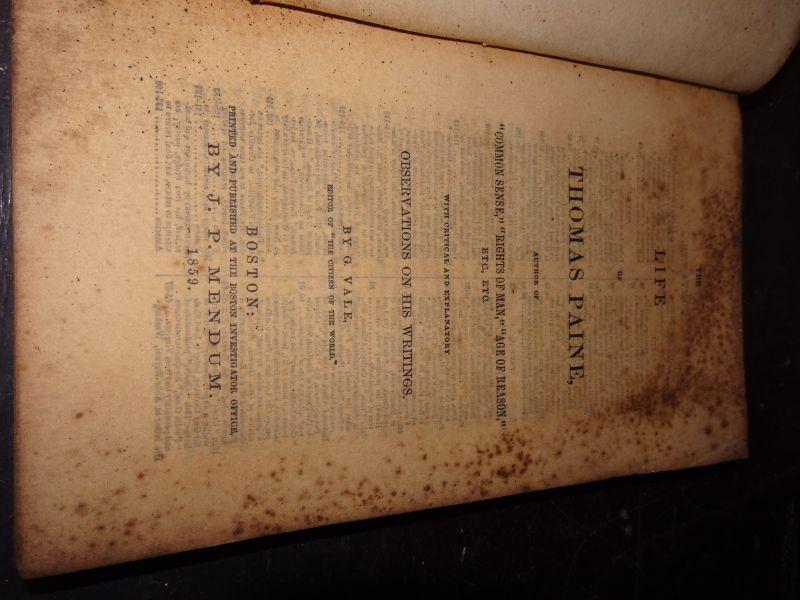 THE
LIFE
OF
THOMAS PAINE,
AUTHOR OF
"COMMON SENSE," "RIGHTS OF MAN," "AGE OF REASON,"
ETC., ETC.
WITH CRITICAL AND EXPLANATORY
OBSERVATIONS ON HIS WRITINGS.
BY G. VALE,
EDITOR OF "THE CITIZEN OF THE WORLD."
BOSTON:
PRINTED AND PUBLISHED AT THE BOSTON INVESTIGATOR OFFICE,
BY J. P. MENDUM.
1859.